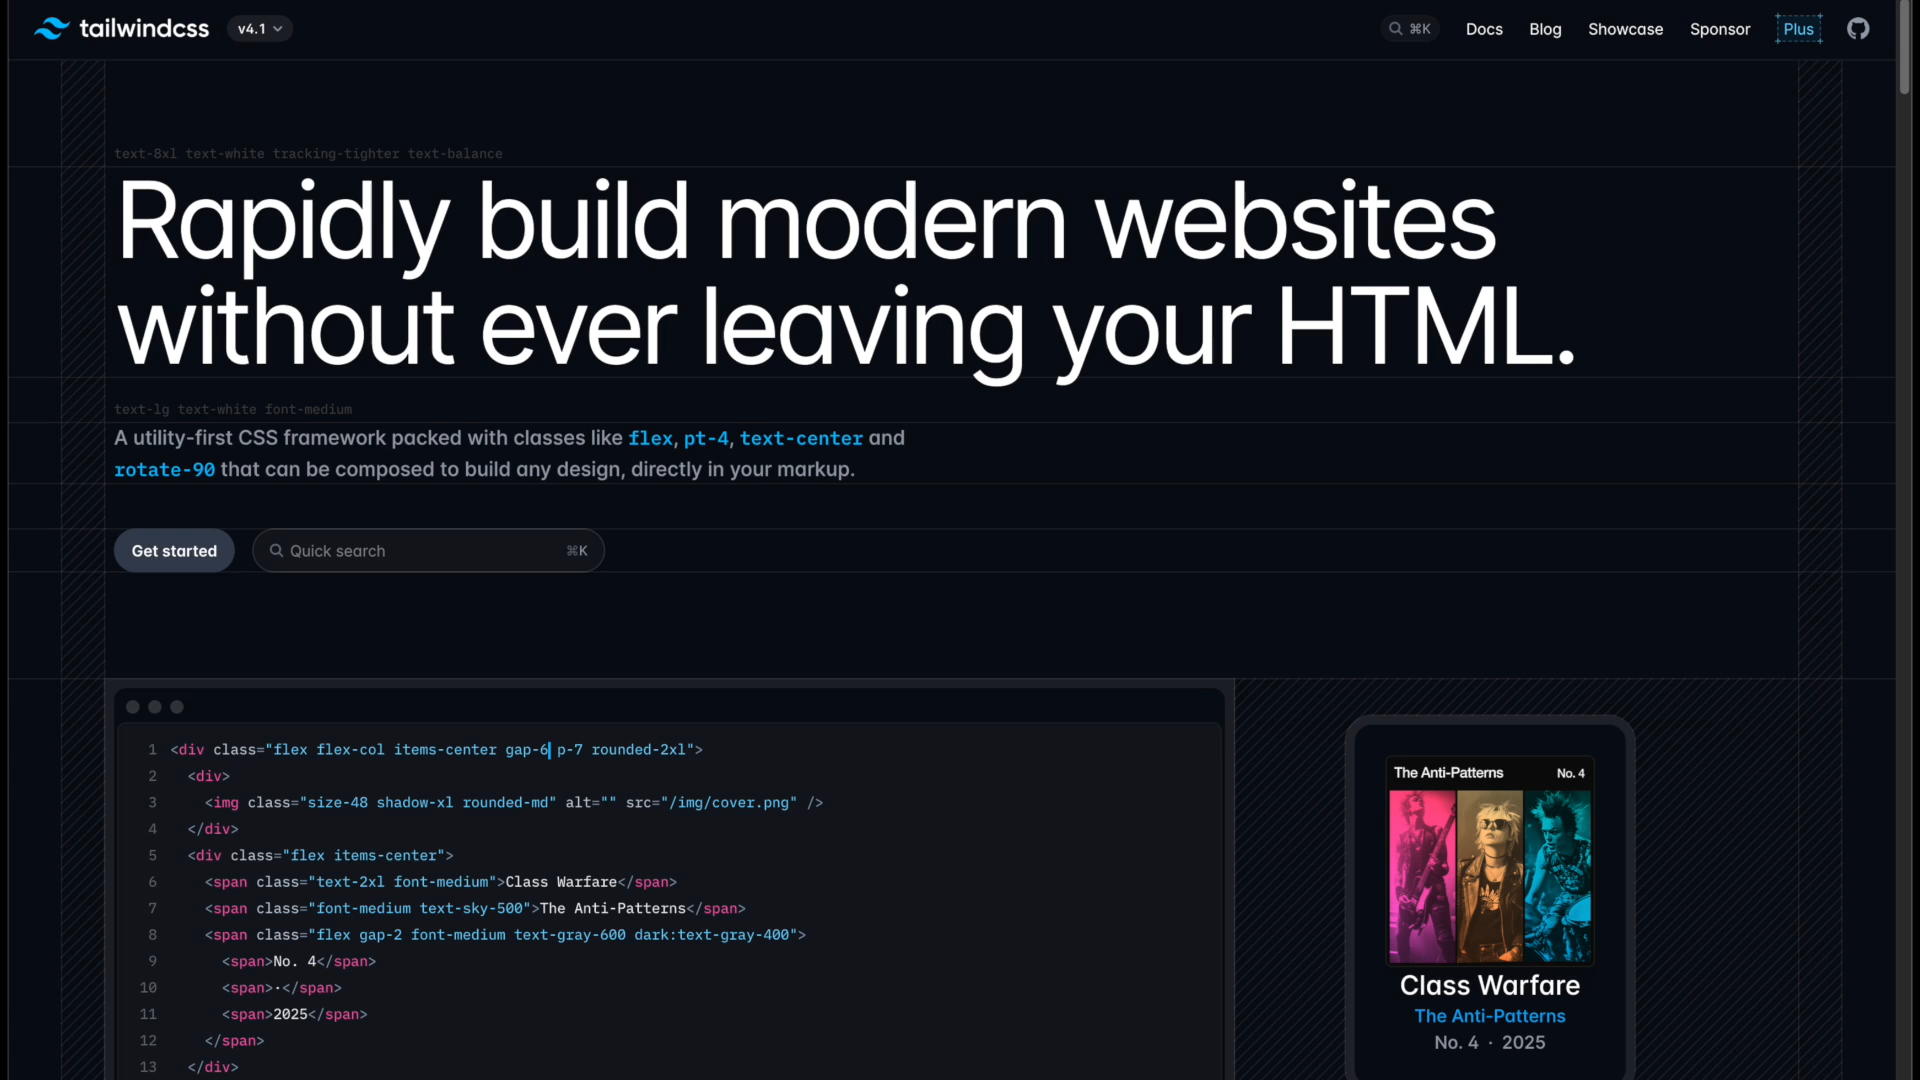 tailwindcss v4.1 ⌘K Docs Blog Showcase Sponsor Plus
text-8xl text-white tracking-tighter text-balance
Rapidly build modern websites
without ever leaving your HTML.
text-lg text-white font-medium
A utility-first CSS framework packed with classes like flex, pt-4, text-center and
rotate-90 that can be composed to build any design, directly in your markup.
Get started Quick search ⌘K
1 <div class="flex flex-col items-center gap-6 p-7 rounded-2xl">
2 <div>
3 <img class="size-48 shadow-xl rounded-md" alt="" src="/img/cover.png" />
4 </div>
5 <div class="flex items-center">
6 <span class="text-2xl font-medium">Class Warfare</span>
7 <span class="font-medium text-sky-500">The Anti-Patterns</span>
8 <span class="flex gap-2 font-medium text-gray-600 dark:text-gray-400">
9 <span>No. 4</span>
10 <span>·</span>
11 <span>2025</span>
12 </span>
13 </div>
The Anti-Patterns No. 4
Class Warfare
The Anti-Patterns
No. 4 · 2025